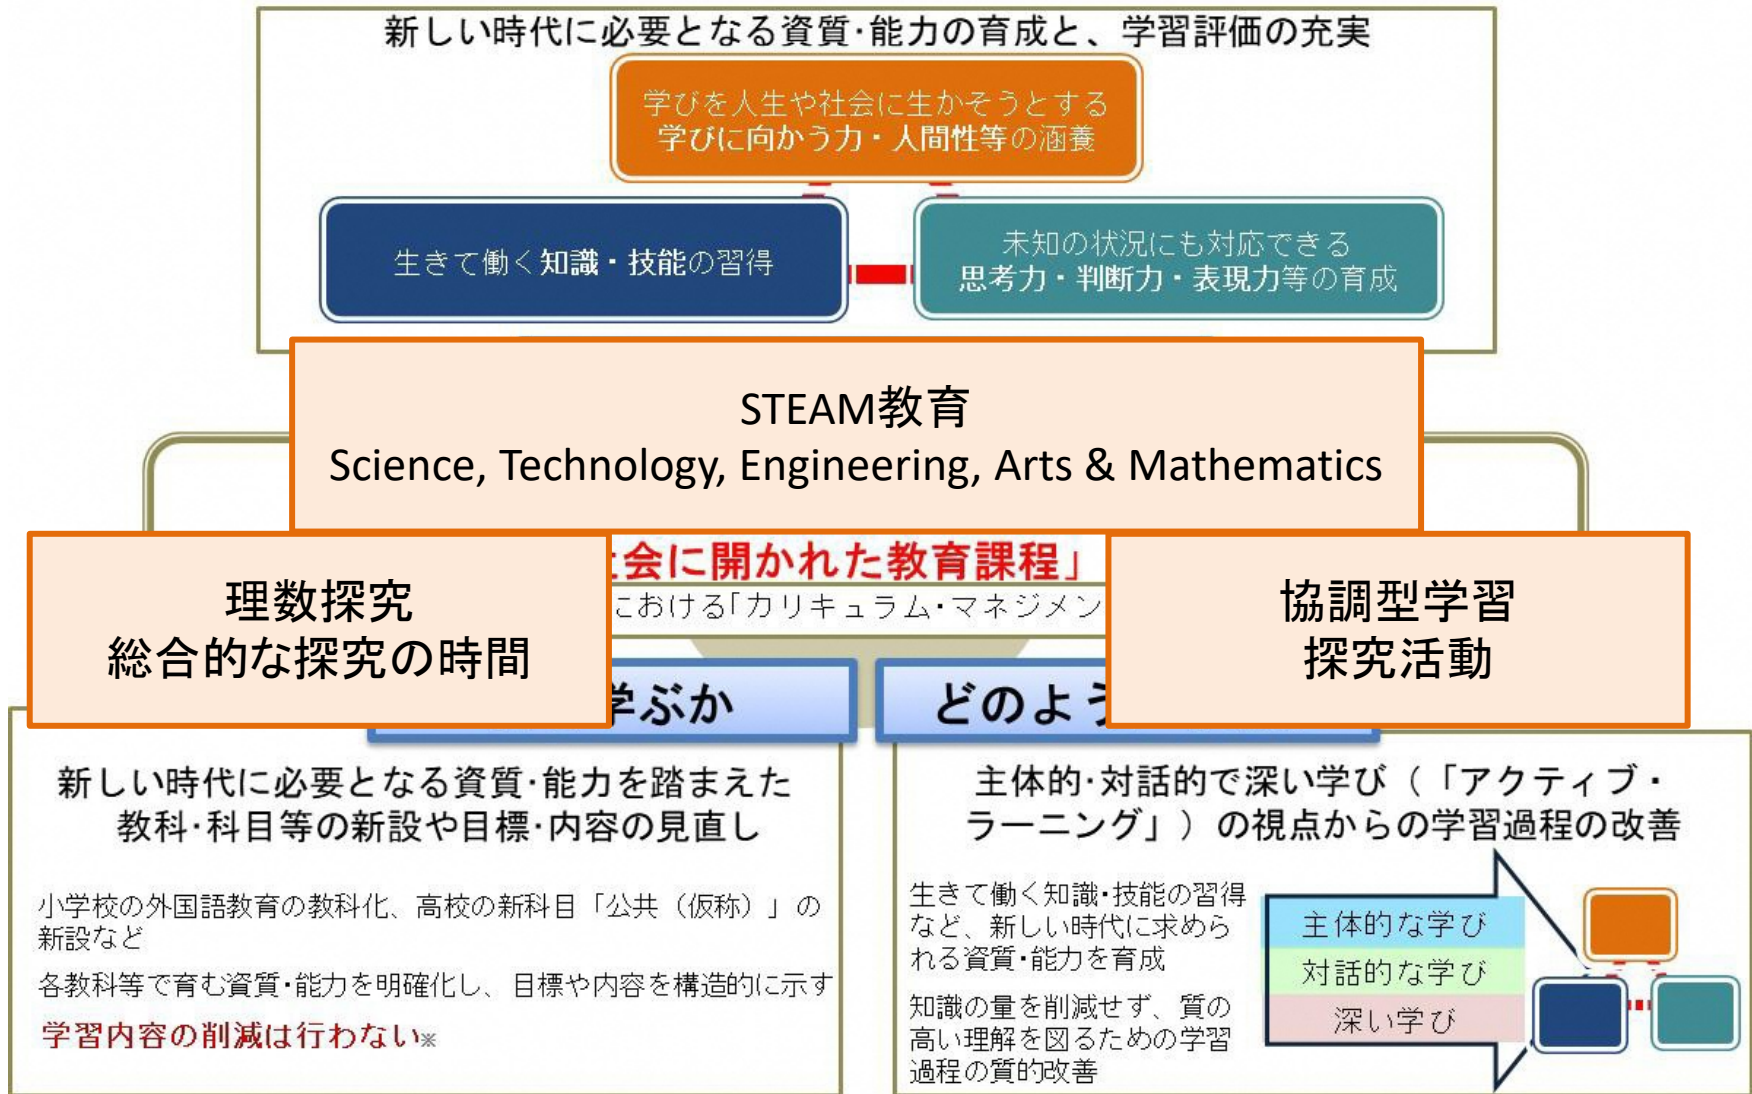 新しい時代に必要となる資質･能力の育成と、学習評価の充実
学びを人生や社会に生かそうとする
学びに向かう力・人間性等の涵養
生きて働く知識・技能の習得
未知の状況にも対応できる
思考力・判断力・表現力等の育成
STEAM教育
Science, Technology, Engineering, Arts & Mathematics
会に開かれた教育課程」
における｢カリキュラム･マネジメン
理数探究
総合的な探究の時間
協調型学習
探究活動
学ぶか
どのよう
新しい時代に必要となる資質･能力を踏まえた
教科･科目等の新設や目標･内容の見直し
小学校の外国語教育の教科化、高校の新科目「公共（仮称）」の
新設など
各教科等で育む資質･能力を明確化し、目標や内容を構造的に示す
学習内容の削減は行わない※
主体的･対話的で深い学び（「アクティブ・
ラーニング」）の視点からの学習過程の改善
生きて働く知識･技能の習得
など、新しい時代に求めら
れる資質･能力を育成
知識の量を削減せず、質の
高い理解を図るための学習
過程の質的改善
主体的な学び
対話的な学び
深い学び